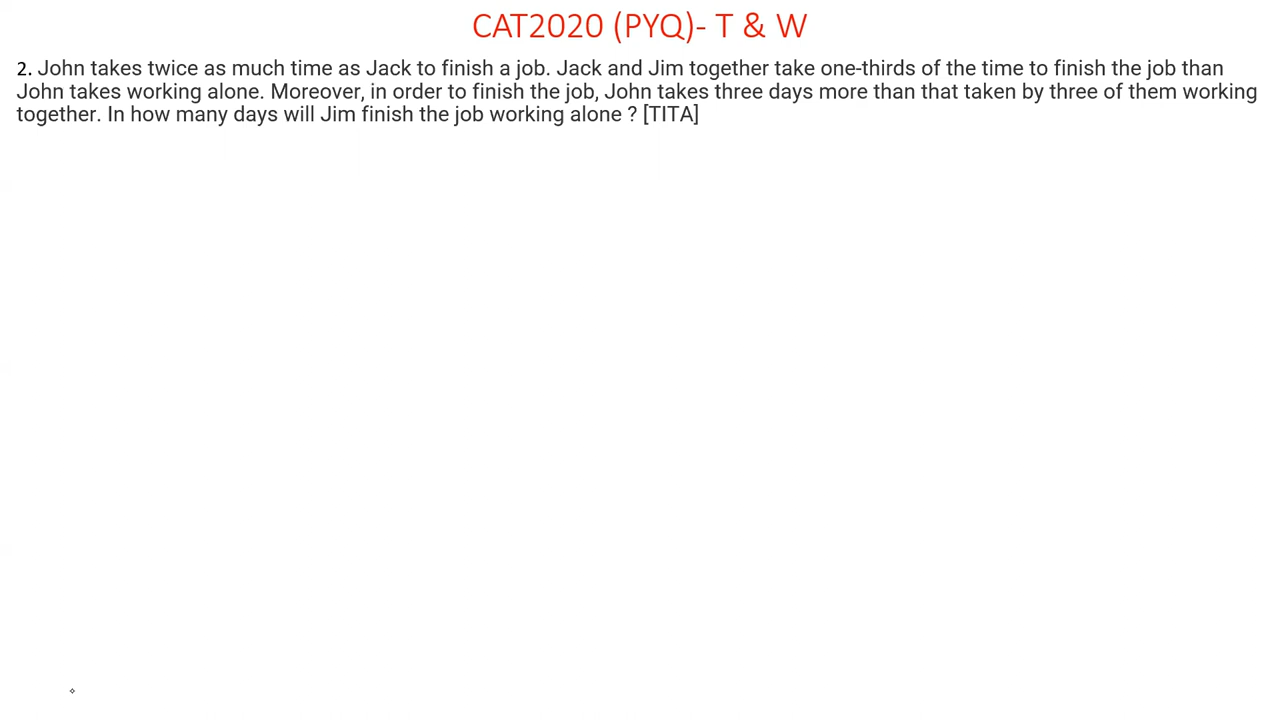 CAT2020 (PYQ)- T & W
2. John takes twice as much time as Jack to finish a job. Jack and Jim together take one-thirds of the time to finish the job than
John takes working alone. Moreover, in order to finish the job, John takes three days more than that taken by three of them working
together. In how many days will Jim finish the job working alone ? [TITA]